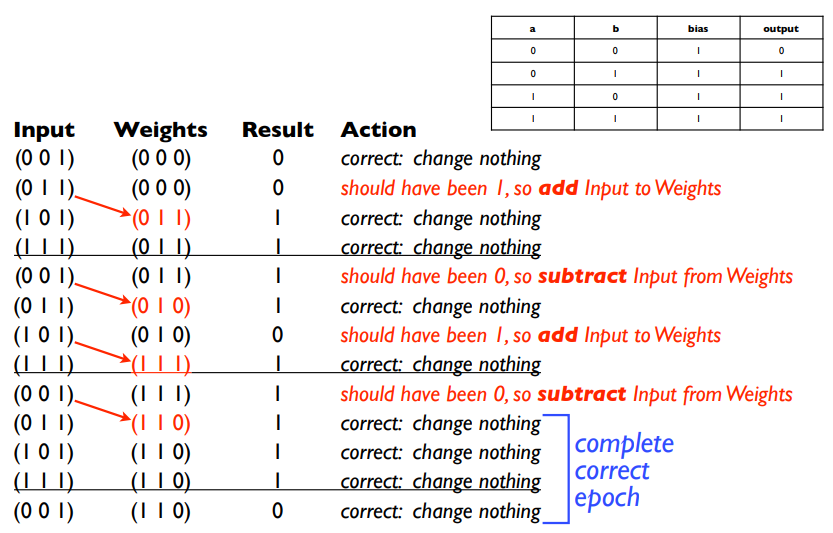 a b bias output
0 0 1 0
0 1 1 1
1 0 1 1
1 1 1 1
Input Weights Result Action
(0 0 1) (0 0 0) 0 correct: change nothing
(0 1 1) (0 0 0) 0 should have been 1, so add Input to Weights
(1 0 1) (0 1 1) 1 correct: change nothing
(1 1 1) (0 1 1) 1 correct: change nothing
(0 0 1) (0 1 1) 1 should have been 0, so subtract Input from Weights
(0 1 1) (0 1 0) 1 correct: change nothing
(1 0 1) (0 1 0) 0 should have been 1, so add Input to Weights
(1 1 1) (1 1 1) 1 correct: change nothing
(0 0 1) (1 1 1) 1 should have been 0, so subtract Input from Weights
(0 1 1) (1 1 0) 1 correct: change nothing
(1 0 1) (1 1 0) 1 correct: change nothing
(1 1 1) (1 1 0) 1 correct: change nothing
(0 0 1) (1 1 0) 0 correct: change nothing
complete
correct
epoch